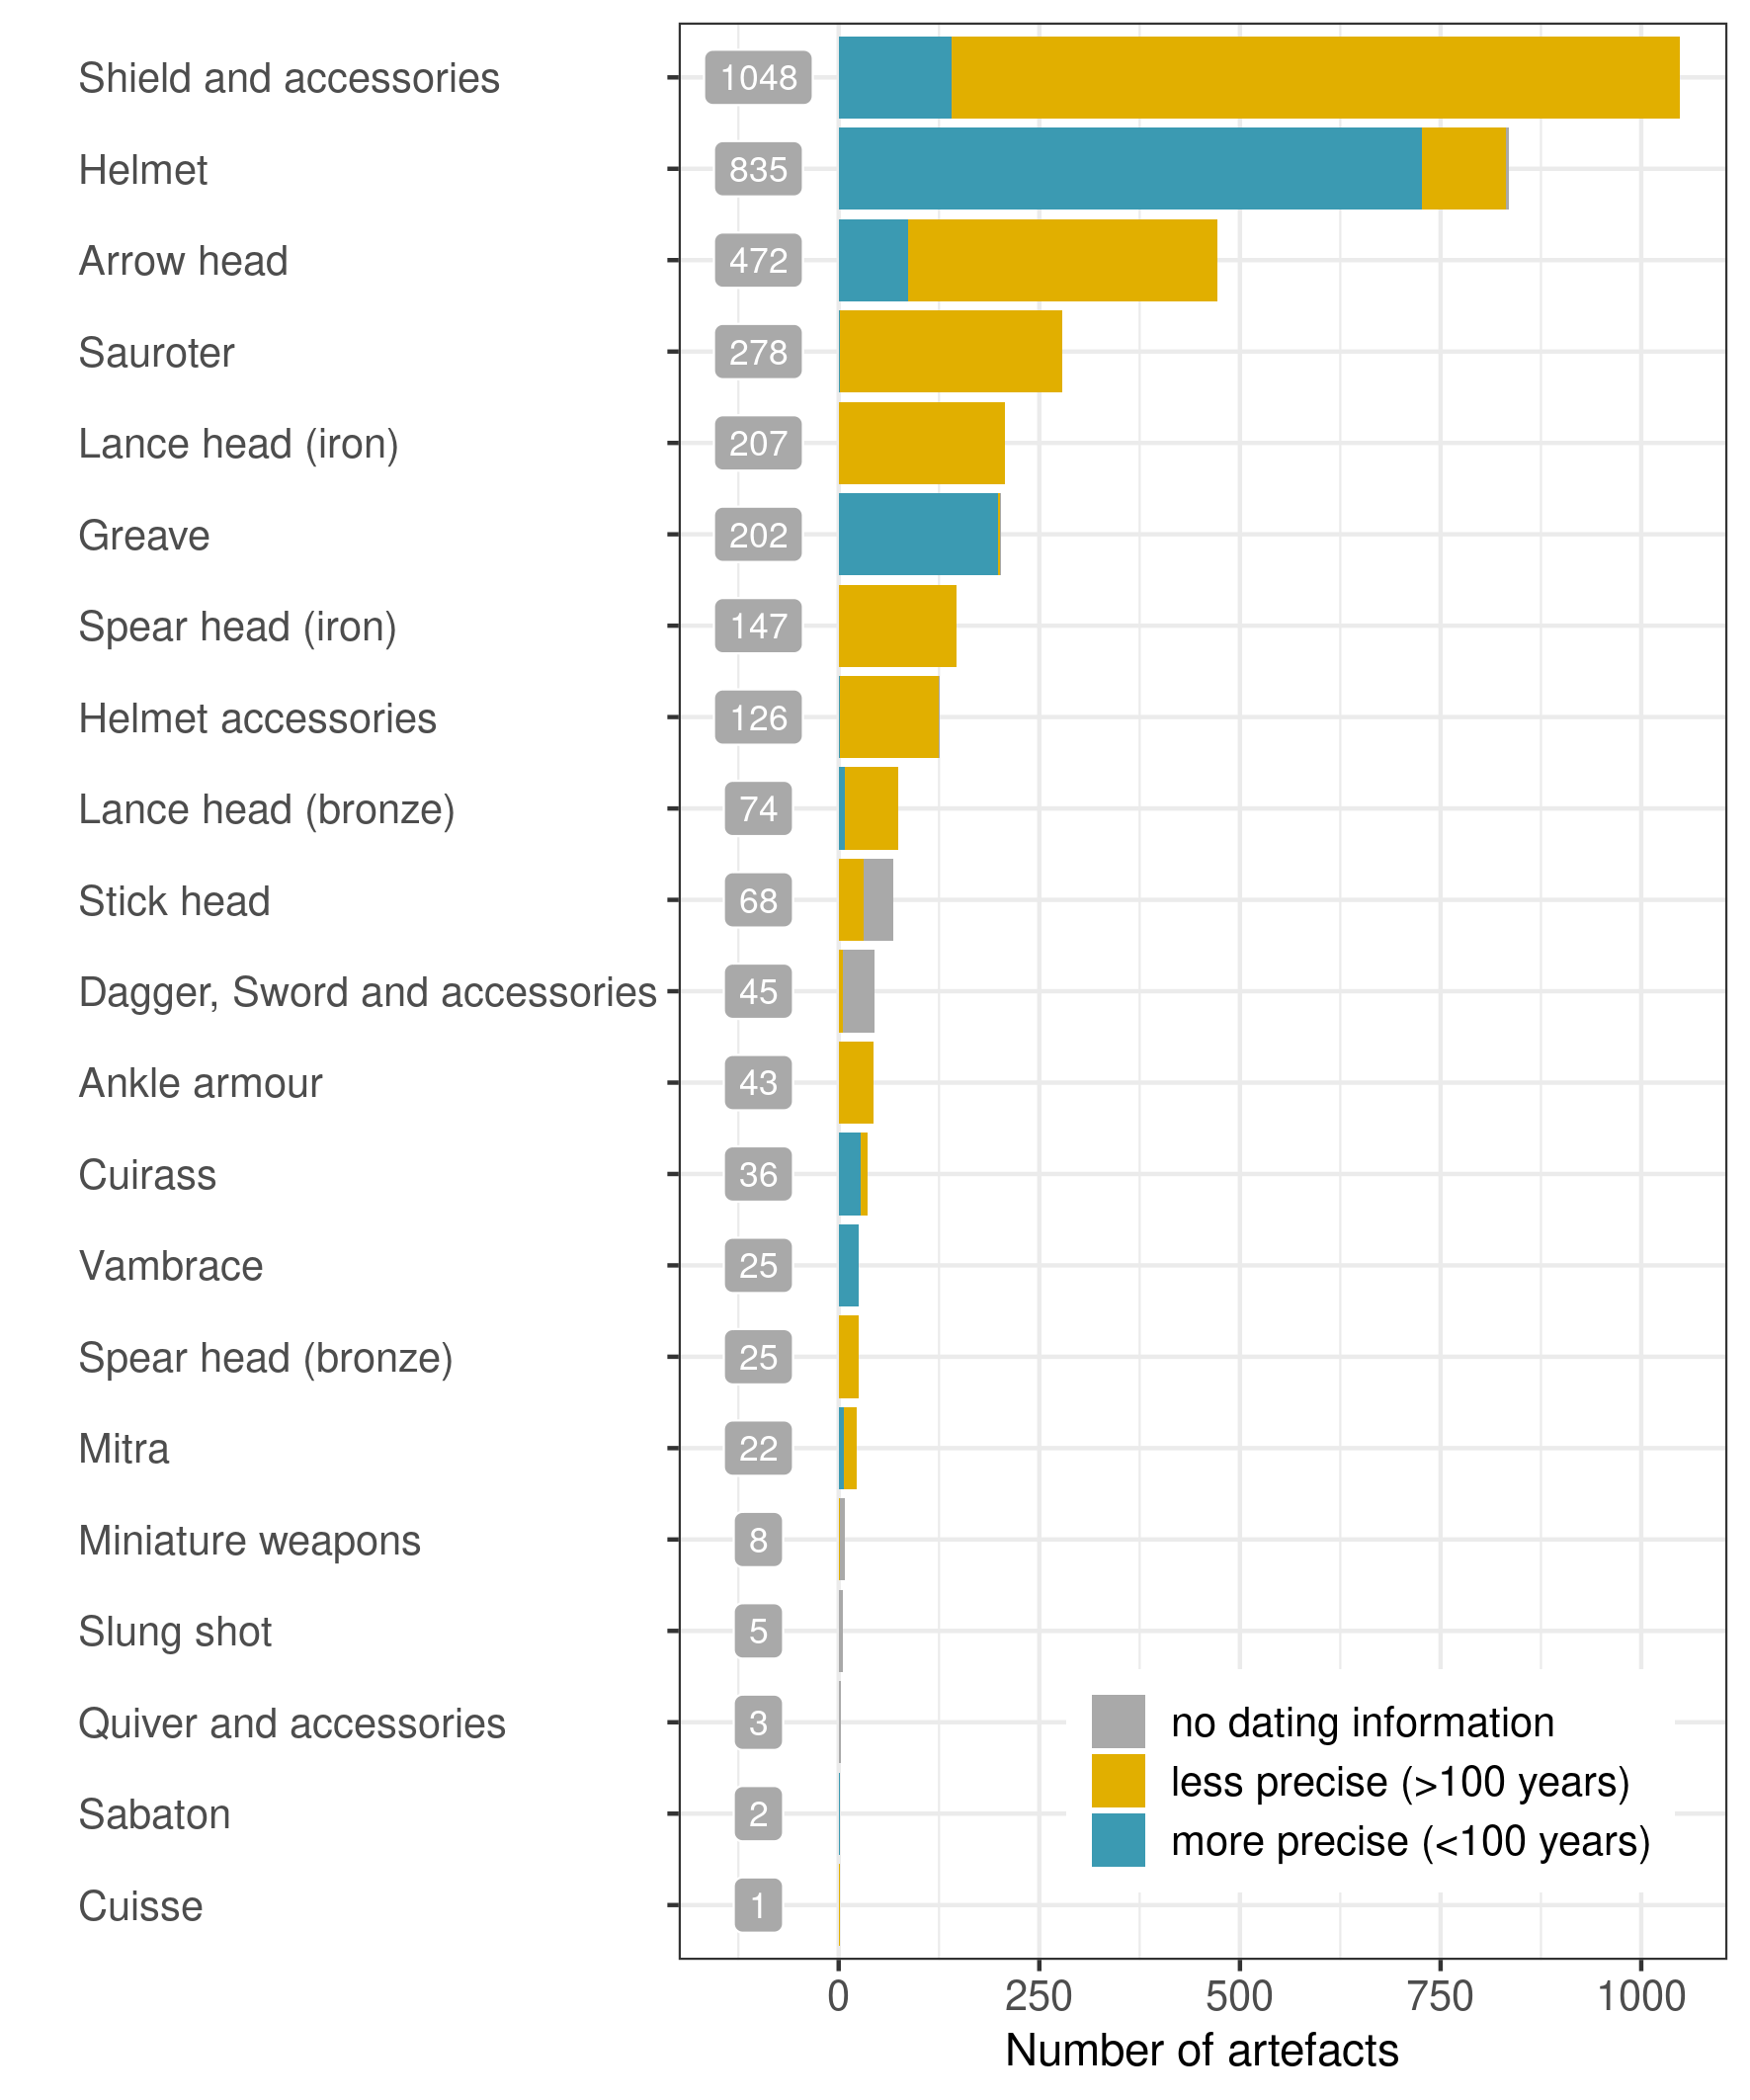 Shield and accessories 1048
Helmet 835
Arrow head 472
Sauroter 278
Lance head (iron) 207
Greave 202
Spear head (iron) 147
Helmet accessories 126
Lance head (bronze) 74
Stick head 68
Dagger, Sword and accessories 45
Ankle armour 43
Cuirass 36
Vambrace 25
Spear head (bronze) 25
Mitra 22
Miniature weapons 8
Slung shot 5
Quiver and accessories 3
Sabaton 2
Cuisse 1
no dating information
less precise (>100 years)
more precise (<100 years)
0 250 500 750 1000
Number of artefacts